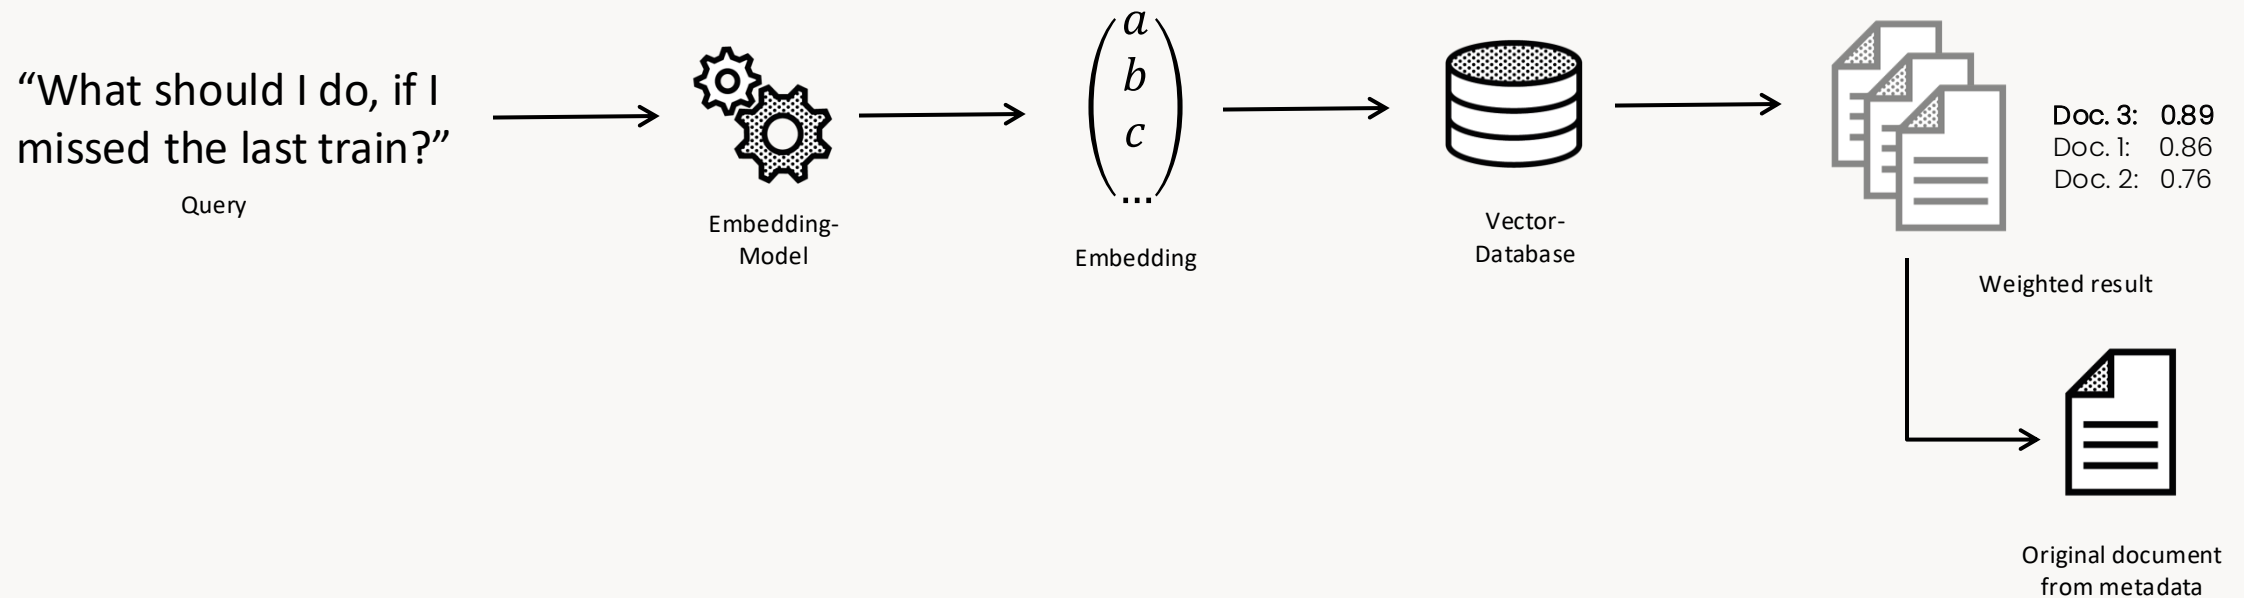 “What should I do, if I
missed the last train?”
Query
Embedding-
Model
a
b
c
...
Embedding
Vector-
Database
Doc. 3: 0.89
Doc. 1: 0.86
Doc. 2: 0.76
Weighted result
Original document
from metadata